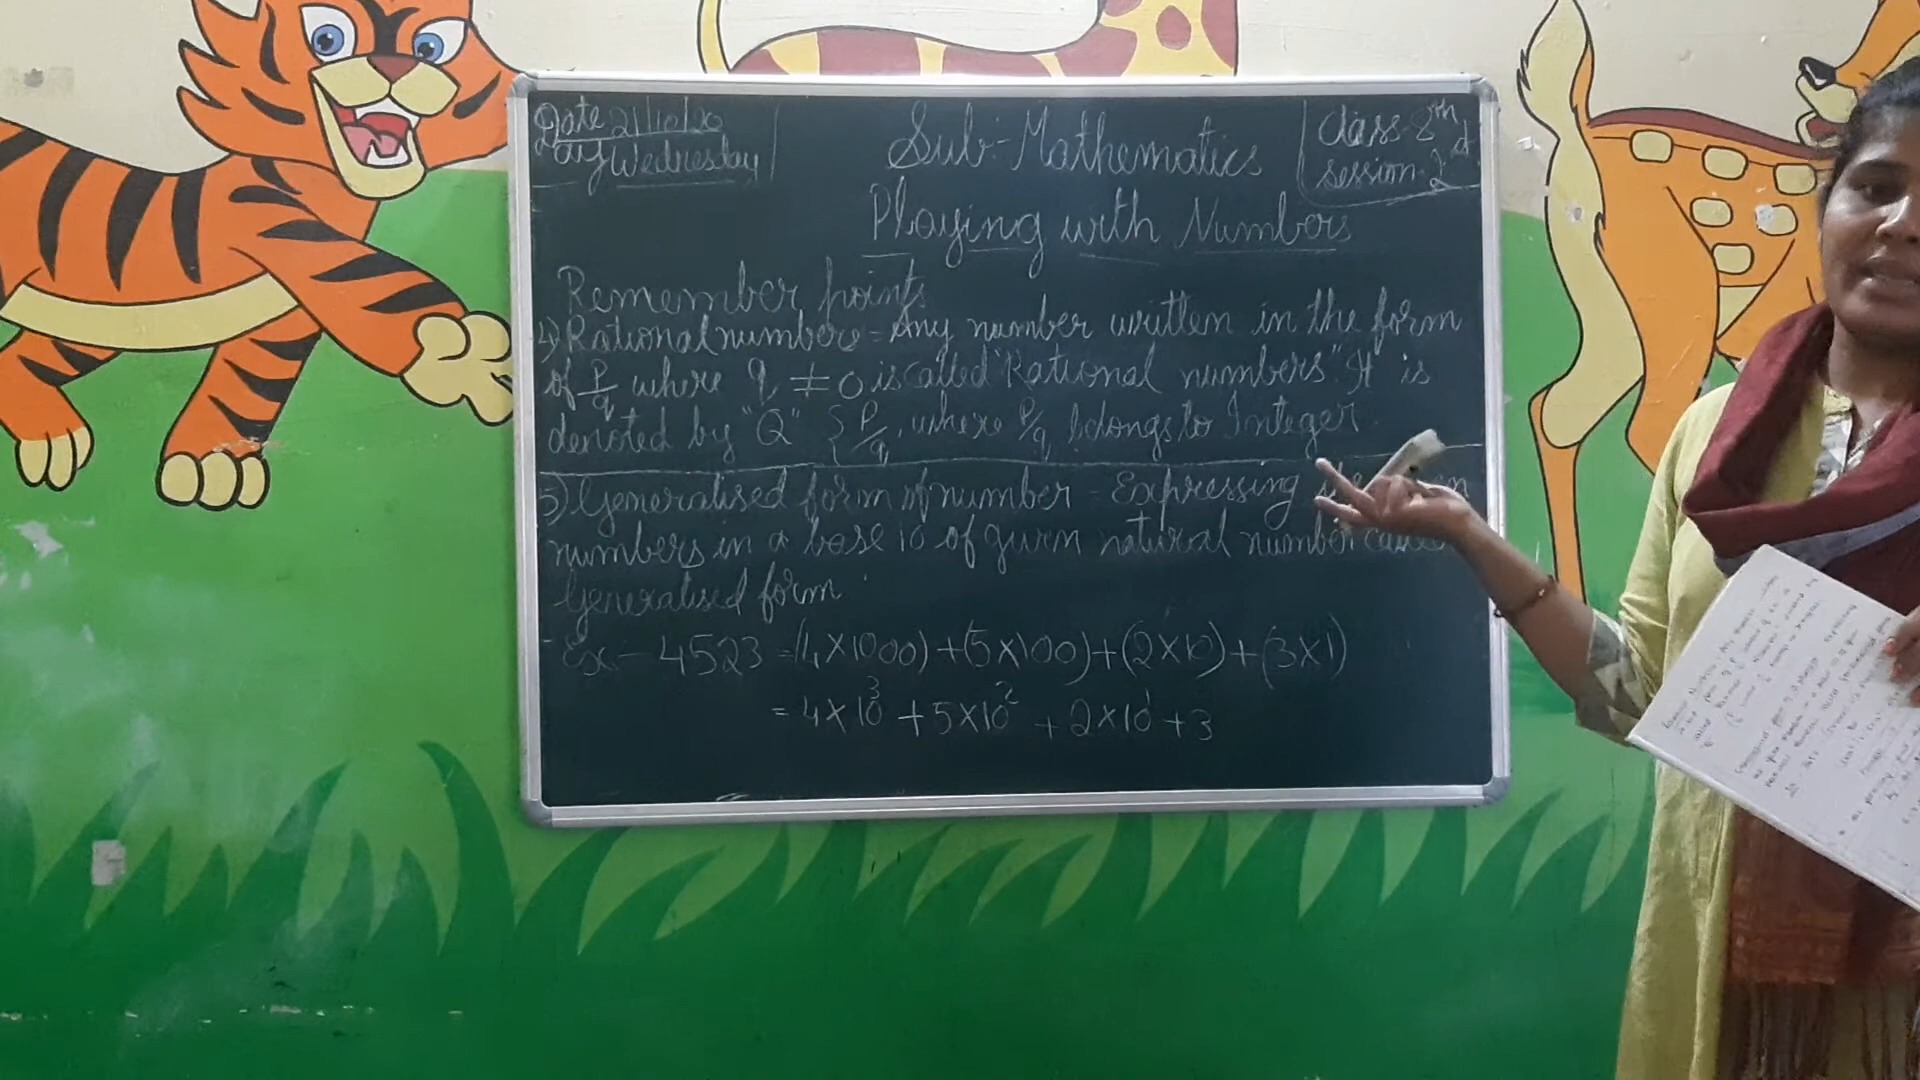 Date 21/10/20
Day Wednesday
Sub:- Mathematics
Class- 8th
session- 2nd
Playing with Numbers
Remember points
4) Rational numbers = Any number written in the form
of P/q where q ≠ 0 is called "Rational numbers". It is
denoted by "Q" { P/q, where P/q belongs to Integer.
5) Generalised form of number = Expressing
numbers in a base 10 of given natural number
Generalised form.
Ex - 4523 = (4×1000) + (5×100) + (2×10) + (3×1)
= 4×10³ + 5×10² + 2×10¹ + 3